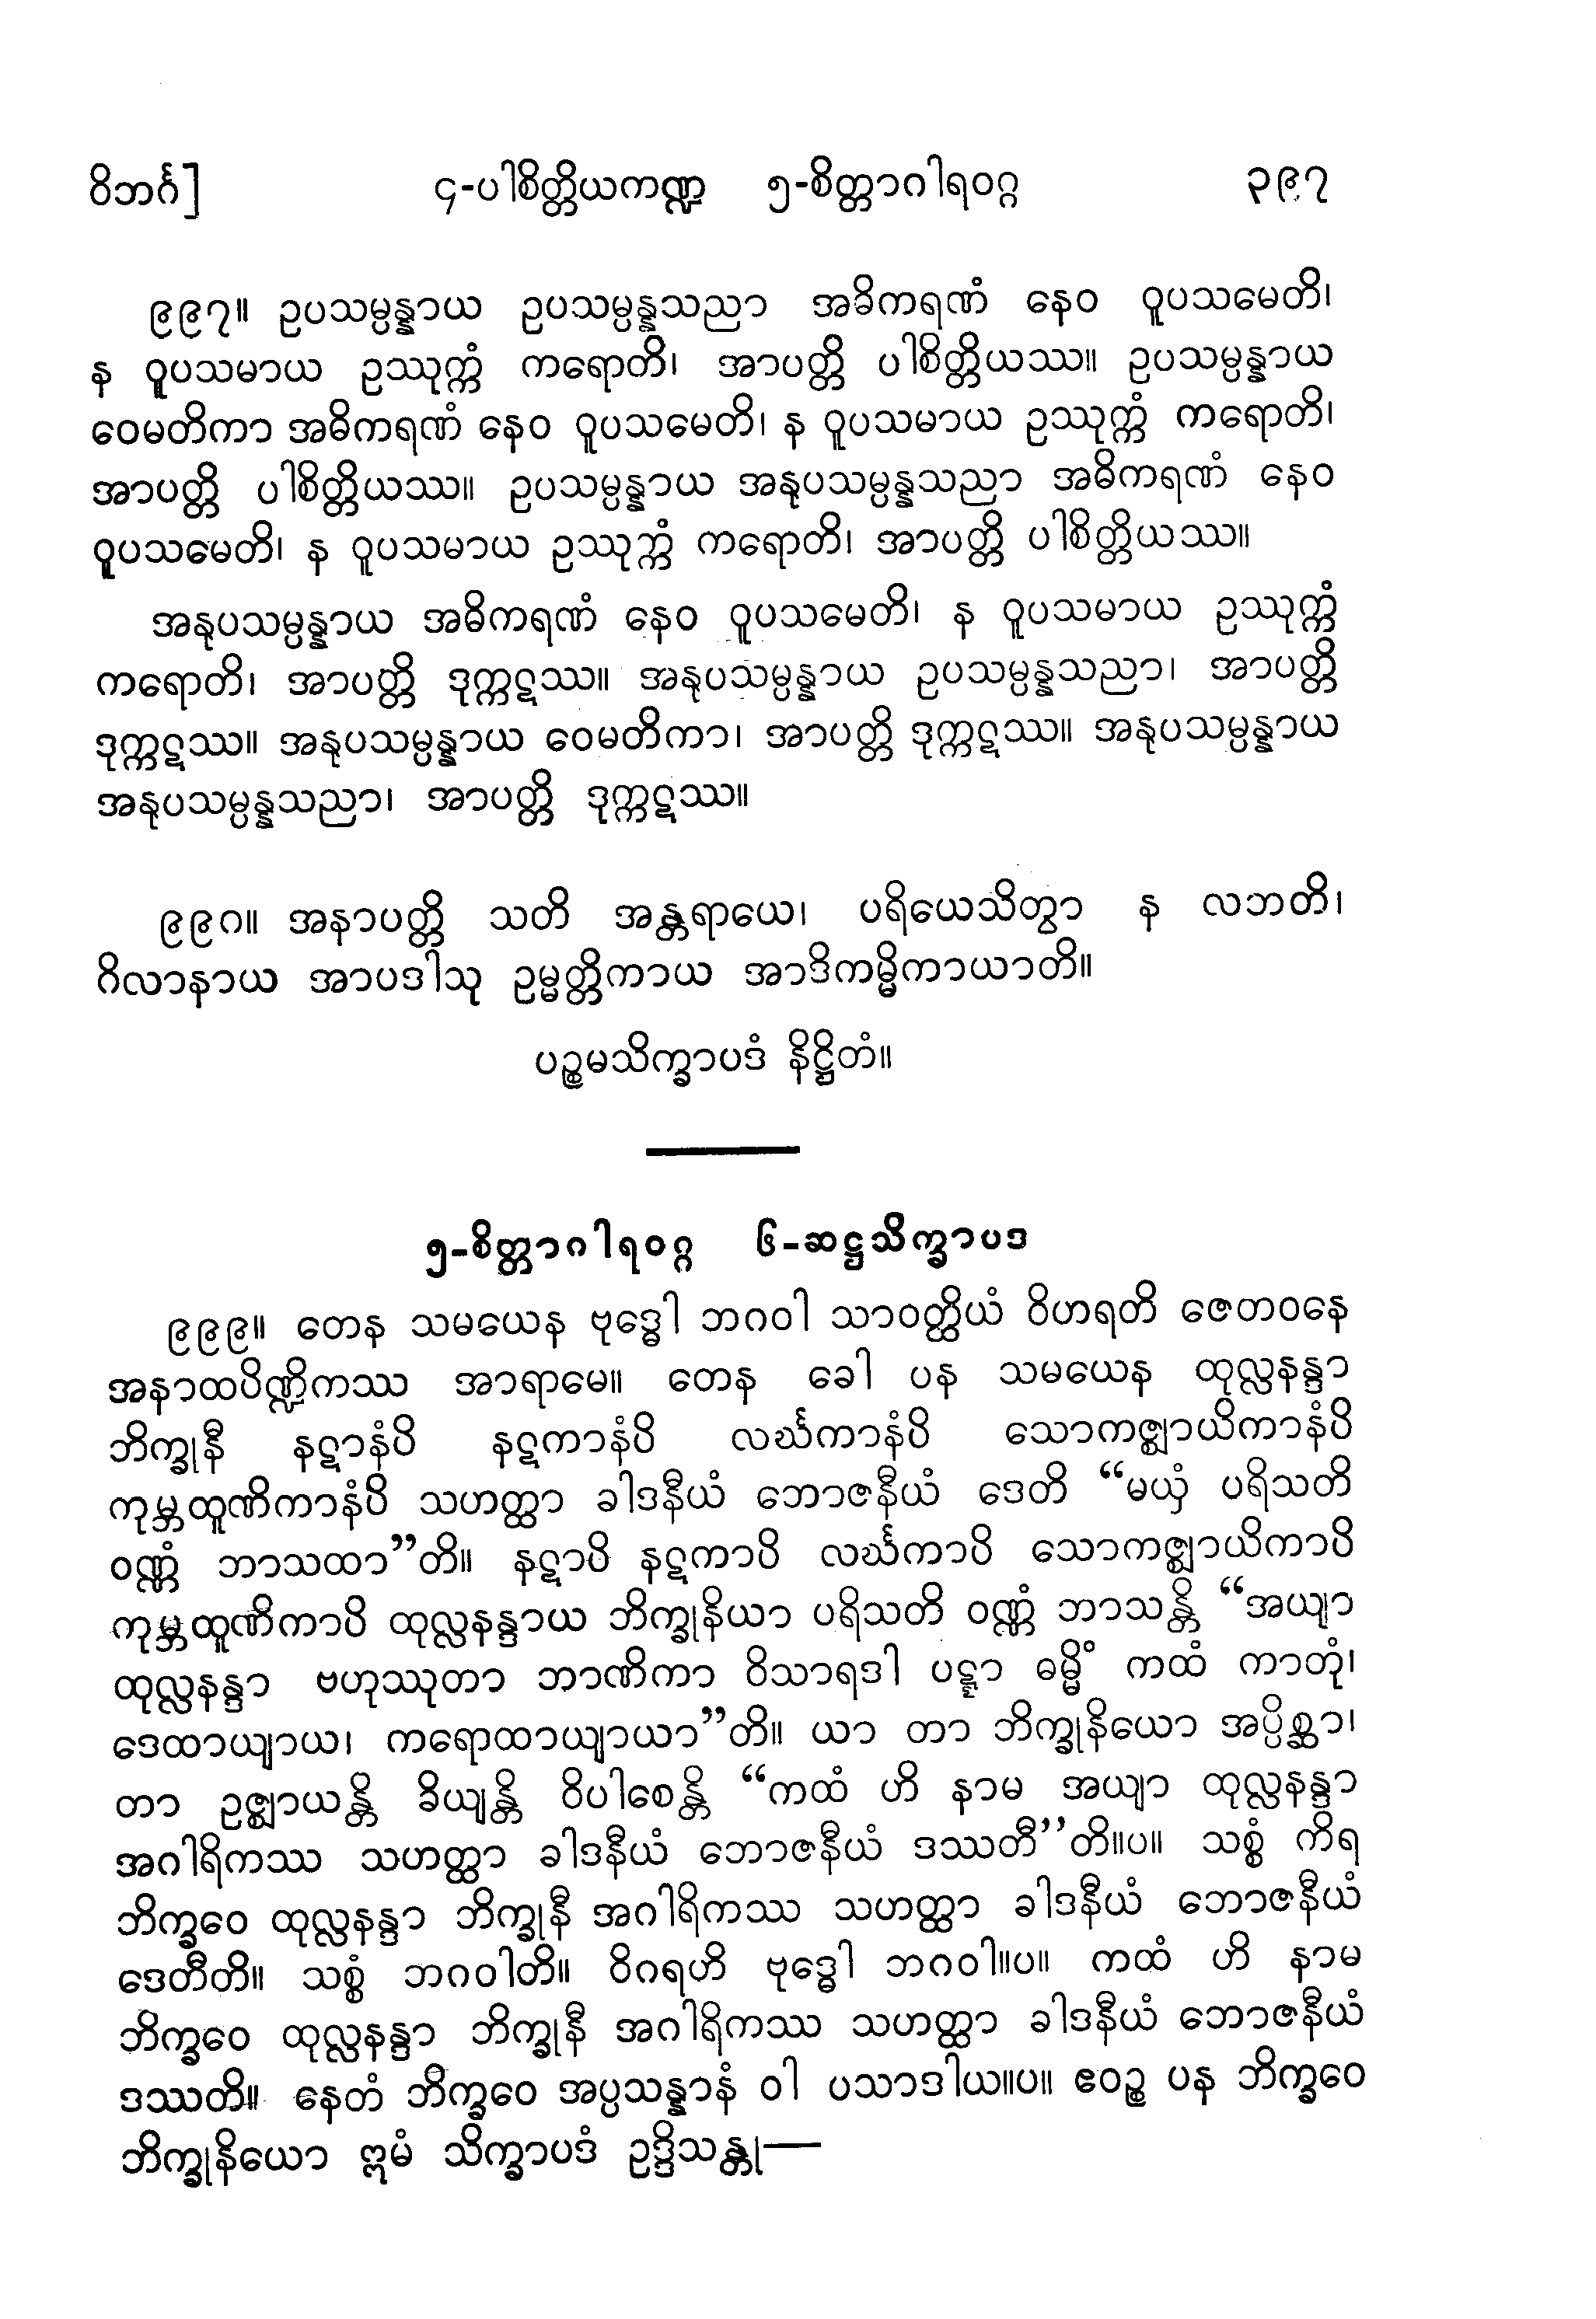 ဝိဘင်္ဂ] ၄-ပါစိတ္တိယကဏ္ဍ ၅-စိတ္တာဂါရဝဂ္ဂ ၃၉၇
၉၉၇။ ဥပသမ္ပန္နာယ ဥပသမ္ပန္နသညာ အဓိကရဏံ နေဝ ဝူပသမေတိ၊
န ဝူပသမာယ ဥဿုက္ကံ ကရောတိ၊ အာပတ္တိ ပါစိတ္တိယဿ။ ဥပသမ္ပန္နာယ
ဝေမတိကာ အဓိကရဏံ နေဝ ဝူပသမေတိ၊ န ဝူပသမာယ ဥဿုက္ကံ ကရောတိ၊
အာပတ္တိ ပါစိတ္တိယဿ။ ဥပသမ္ပန္နာယ အနုပသမ္ပန္နသညာ အဓိကရဏံ နေဝ
ဝူပသမေတိ၊ န ဝူပသမာယ ဥဿုက္ကံ ကရောတိ၊ အာပတ္တိ ပါစိတ္တိယဿ။
အနုပသမ္ပန္နာယ အဓိကရဏံ နေဝ ဝူပသမေတိ၊ န ဝူပသမာယ ဥဿုက္ကံ
ကရောတိ၊ အာပတ္တိ ဒုက္ကဋဿ။ အနုပသမ္ပန္နာယ ဥပသမ္ပန္နသညာ၊ အာပတ္တိ
ဒုက္ကဋဿ။ အနုပသမ္ပန္နာယ ဝေမတိကာ၊ အာပတ္တိ ဒုက္ကဋဿ။ အနုပသမ္ပန္နာယ
အနုပသမ္ပန္နသညာ၊ အာပတ္တိ ဒုက္ကဋဿ။
၉၉၈။ အနာပတ္တိ သတိ အန္တရာယေ၊ ပရိယေသိတွာ န လဘတိ၊
ဂိလာနာယ အာပဒါသု ဥမ္မတ္တိကာယ အာဒိကမ္မိကာယာတိ။
ပဉ္စမသိက္ခာပဒံ နိဋ္ဌိတံ။
၅-စိတ္တာဂါရဝဂ္ဂ ၆-ဆဋ္ဌသိက္ခာပဒ
၉၉၉။ တေန သမယေန ဗုဒ္ဓေါ ဘဂဝါ သာဝတ္ထိယံ ဝိဟရတိ ဇေတဝနေ
အနာထပိဏ္ဍိကဿ အာရာမေ။ တေန ခေါ ပန သမယေန ထုလ္လနန္ဒာ
ဘိက္ခုနီ နဋာနံပိ နဋကာနံပိ လင်္ဃကာနံပိ သောကဇ္ဈာယိကာနံပိ
ကုမ္ဘထူဏိကာနံပိ သဟတ္ထာ ခါဒနီယံ ဘောဇနီယံ ဒေတိ “မယှံ ပရိသတိ
ဝဏ္ဏံ ဘာသထာ”တိ။ နဋာပိ နဋကာပိ လင်္ဃကာပိ သောကဇ္ဈာယိကာပိ
ကုမ္ဘထူဏိကာပိ ထုလ္လနန္ဒာယ ဘိက္ခုနိယာ ပရိသတိ ဝဏ္ဏံ ဘာသန္တိ “အယျာ
ထုလ္လနန္ဒာ ဗဟုဿုတာ ဘာဏိကာ ဝိသာရဒါ ပဋ္ဋာ ဓမ္မိံ ကထံ ကာတုံ၊
ဒေထာယျာယ၊ ကရောထာယျာယာ”တိ။ ယာ တာ ဘိက္ခုနိယော အပ္ပိစ္ဆာ၊
တာ ဥဇ္ဈာယန္တိ ခိယျန္တိ ဝိပါစေန္တိ “ကထံ ဟိ နာမ အယျာ ထုလ္လနန္ဒာ
အဂါရိကဿ သဟတ္ထာ ခါဒနီယံ ဘောဇနီယံ ဒဿတီ”တိ။ပ။ သစ္စံ ကိရ
ဘိက္ခဝေ ထုလ္လနန္ဒာ ဘိက္ခုနီ အဂါရိကဿ သဟတ္ထာ ခါဒနီယံ ဘောဇနီယံ
ဒေတီတိ။ သစ္စံ ဘဂဝါတိ။ ဝိဂရဟိ ဗုဒ္ဓေါ ဘဂဝါ။ပ။ ကထံ ဟိ နာမ
ဘိက္ခဝေ ထုလ္လနန္ဒာ ဘိက္ခုနီ အဂါရိကဿ သဟတ္ထာ ခါဒနီယံ ဘောဇနီယံ
ဒဿတိ။ နေတံ ဘိက္ခဝေ အပ္ပသန္နာနံ ဝါ ပသာဒါယ။ပ။ ဧဝဉ္စ ပန ဘိက္ခဝေ
ဘိက္ခုနိယော ဣမံ သိက္ခာပဒံ ဥဒ္ဒိသန္တု—